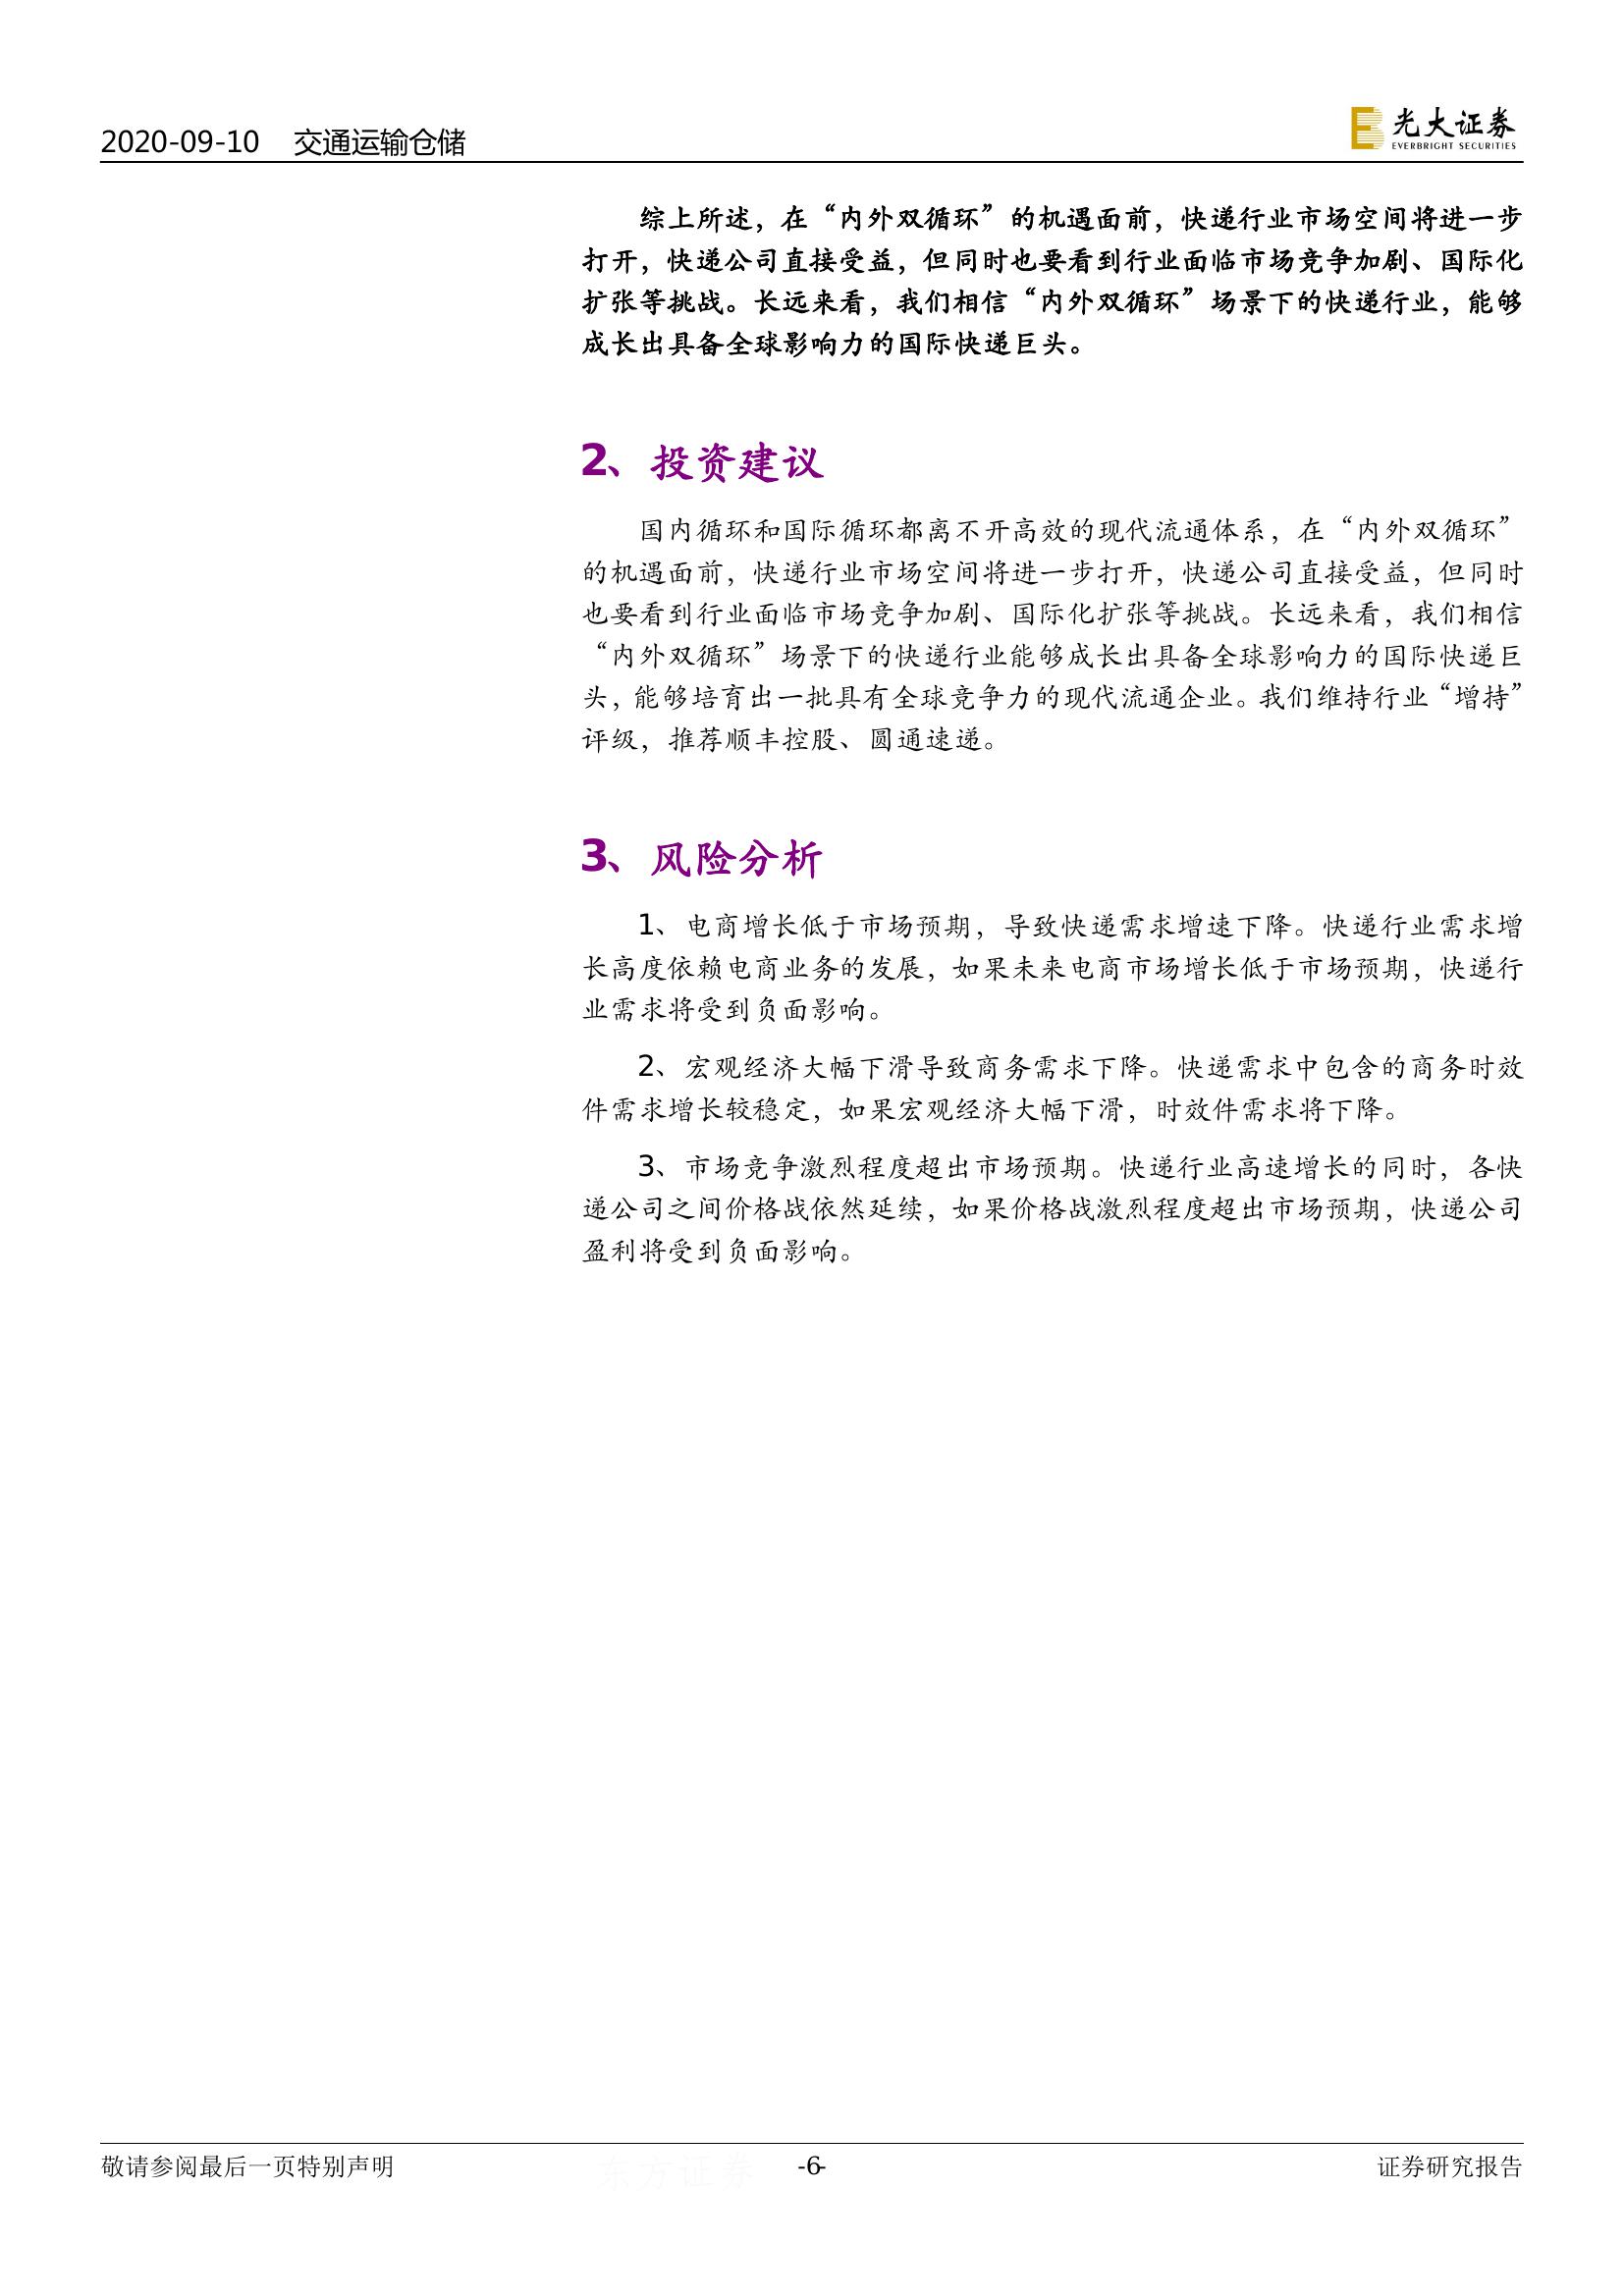 2020-09-10 交通运输仓储
光大证券
EVERBRIGHT SECURITIES
综上所述，在“内外双循环”的机遇面前，快递行业市场空间将进一步
打开，快递公司直接受益，但同时也要看到行业面临市场竞争加剧、国际化
扩张等挑战。长远来看，我们相信“内外双循环”场景下的快递行业，能够
成长出具备全球影响力的国际快递巨头。
2、投资建议
国内循环和国际循环都离不开高效的现代流通体系，在“内外双循环”
的机遇面前，快递行业市场空间将进一步打开，快递公司直接受益，但同时
也要看到行业面临市场竞争加剧、国际化扩张等挑战。长远来看，我们相信
“内外双循环”场景下的快递行业能够成长出具备全球影响力的国际快递巨
头，能够培育出一批具有全球竞争力的现代流通企业。我们维持行业“增持”
评级，推荐顺丰控股、圆通速递。
3、风险分析
1、电商增长低于市场预期，导致快递需求增速下降。快递行业需求增
长高度依赖电商业务的发展，如果未来电商市场增长低于市场预期，快递行
业需求将受到负面影响。
2、宏观经济大幅下滑导致商务需求下降。快递需求中包含的商务时效
件需求增长较稳定，如果宏观经济大幅下滑，时效件需求将下降。
3、市场竞争激烈程度超出市场预期。快递行业高速增长的同时，各快
递公司之间价格战依然延续，如果价格战激烈程度超出市场预期，快递公司
盈利将受到负面影响。
敬请参阅最后一页特别声明
东方证券
-6-
证券研究报告